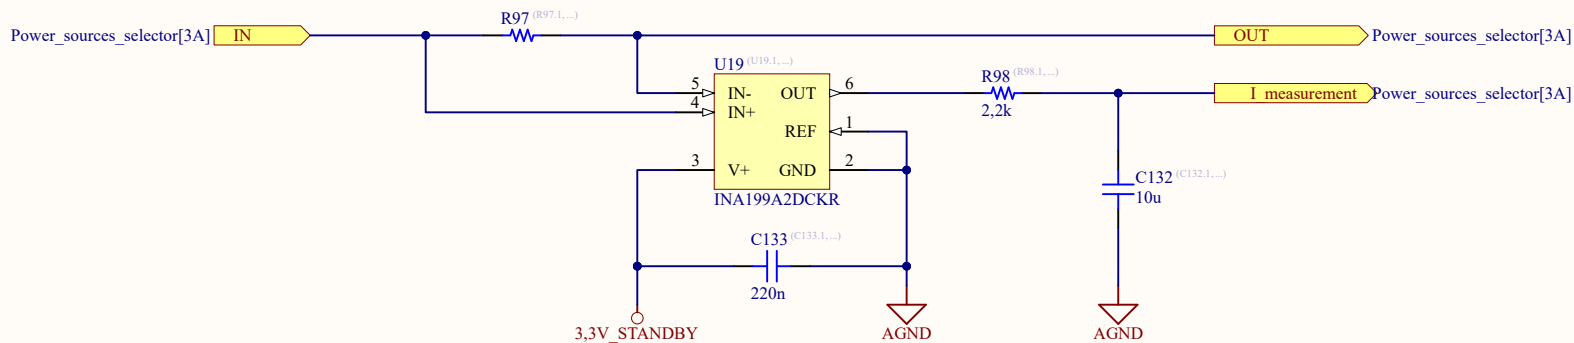 R97 (R97.1, ...)
Power_sources_selector[3A] IN
OUT Power_sources_selector[3A]
U19 (U19.1, ...)
R98 (R98.1, ...)
5 IN- OUT 6
I_measurement Power_sources_selector[3A]
4 IN+
2,2k
REF 1
3 V+ GND 2
C132 (C132.1, ...)
INA199A2DCKR
10u
C133 (C133.1, ...)
220n
3,3V_STANDBY
AGND
AGND